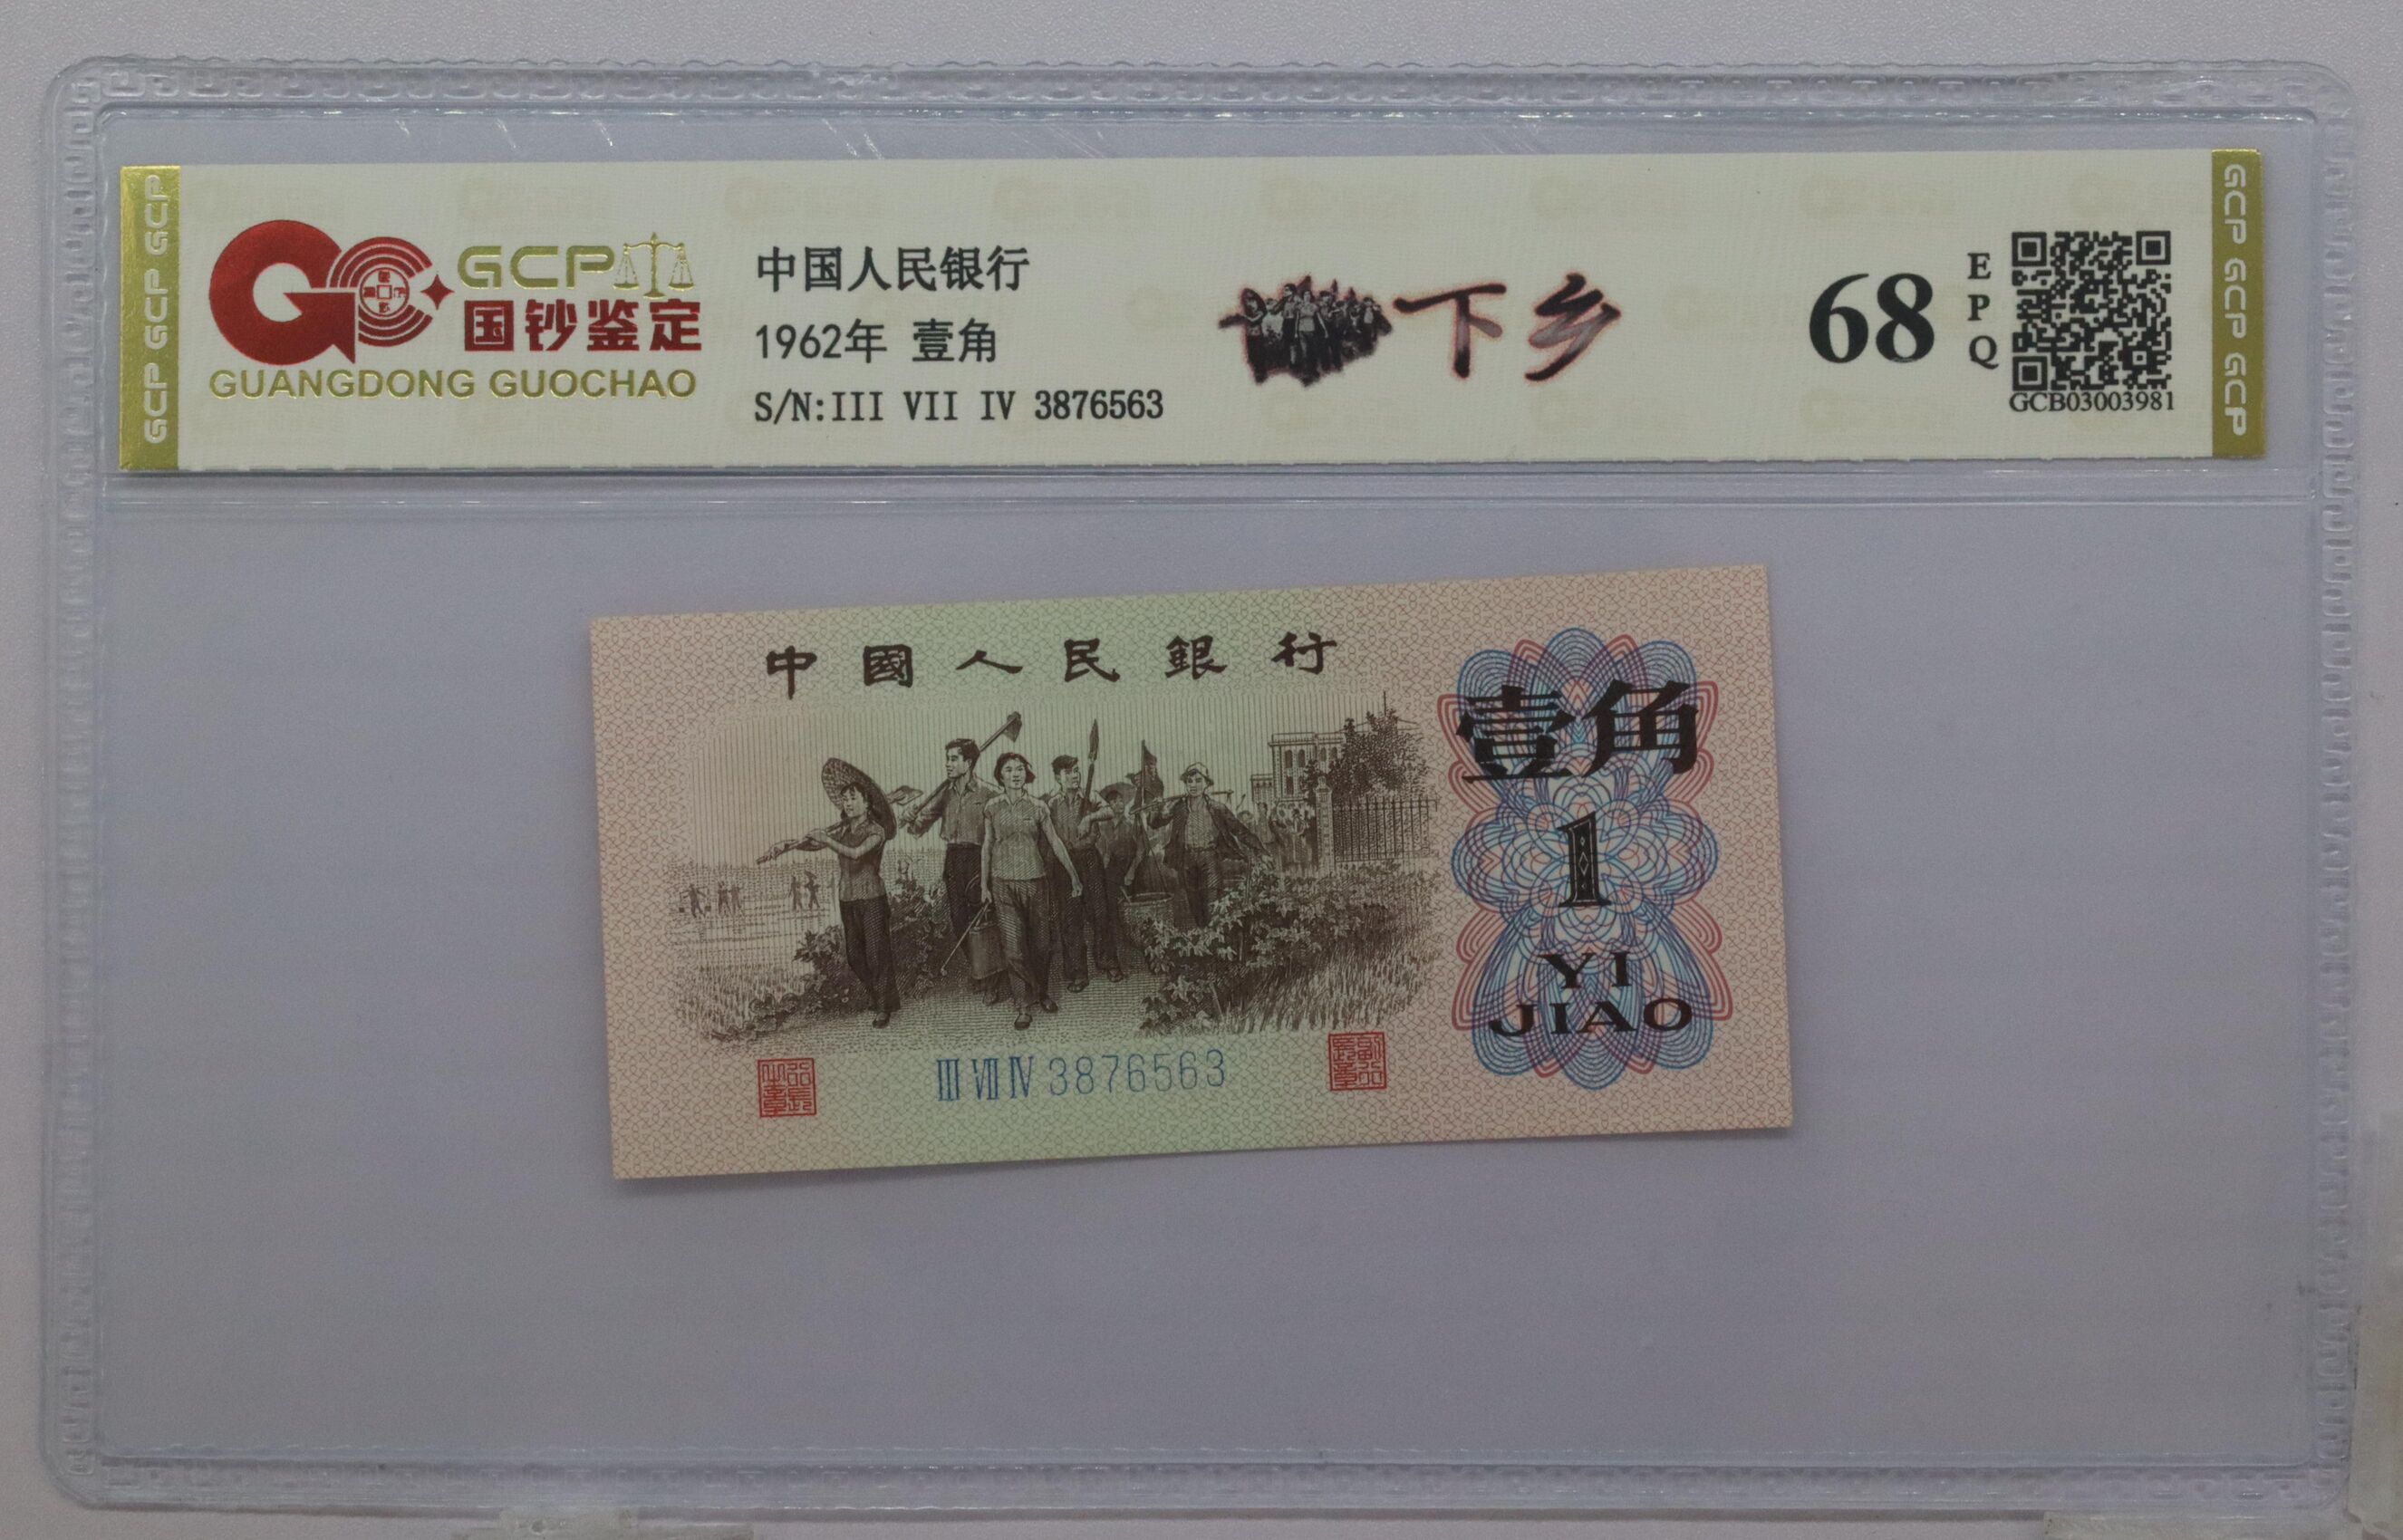 GCP GCP GCP
GCP
国钞鉴定
GUANGDONG GUOCHAO
中国人民银行
1962年 壹角
S/N:III VII IV 3876563
下乡
68
EPQ
GCB03003981
GCP GCP GCP
中國人民銀行
壹角
1
YI
JIAO
III VII IV 3876563